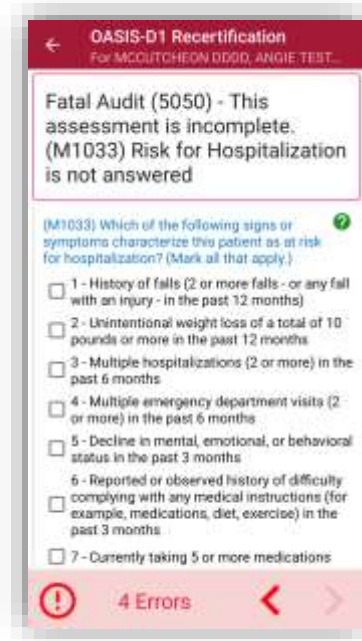 OASIS-D1 Recertification
For MCCUTCHEON DDDD, ANGIE TEST...
Fatal Audit (5050) - This
assessment is incomplete.
(M1033) Risk for Hospitalization
is not answered
(M1033) Which of the following signs or
symptoms characterize this patient as at risk
for hospitalization? (Mark all that apply.)
1 - History of falls (2 or more falls - or any fall
with an injury - in the past 12 months)
2 - Unintentional weight loss of a total of 10
pounds or more in the past 12 months
3 - Multiple hospitalizations (2 or more) in the
past 6 months
4 - Multiple emergency department visits (2
or more) in the past 6 months
5 - Decline in mental, emotional, or behavioral
status in the past 3 months
6 - Reported or observed history of difficulty
complying with any medical instructions (for
example, medications, diet, exercise) in the
past 3 months
7 - Currently taking 5 or more medications
4 Errors